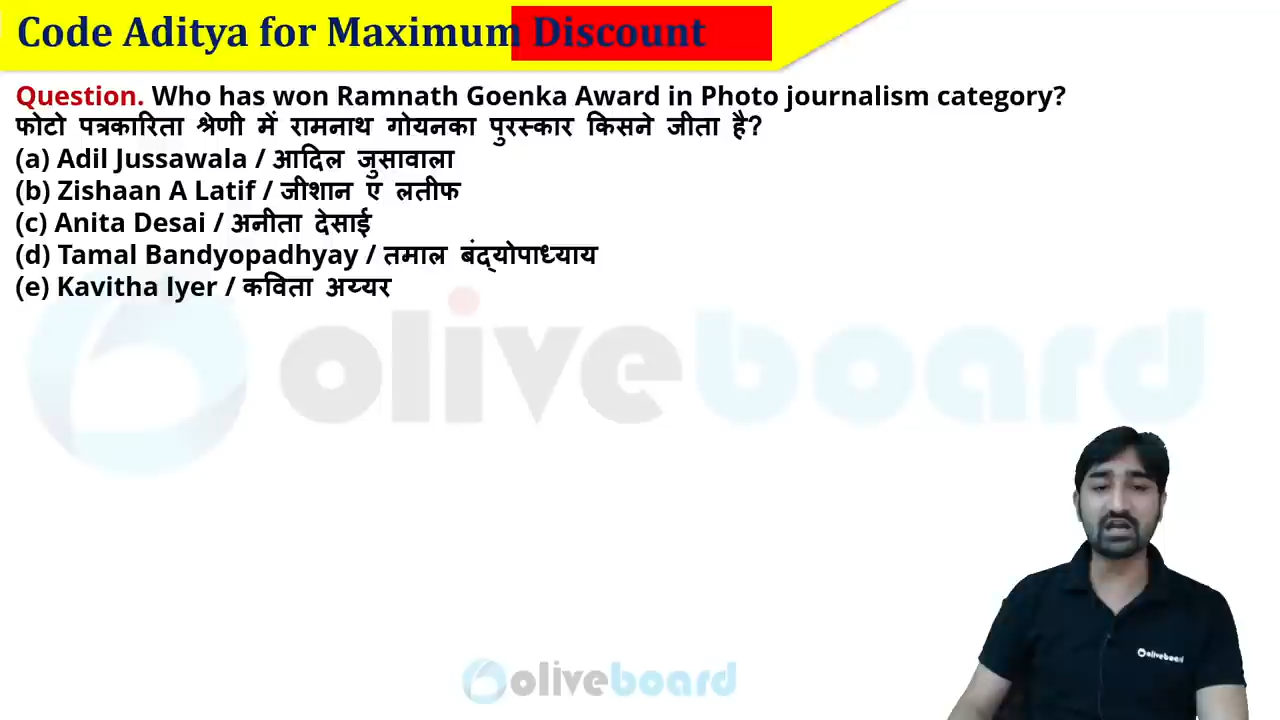 Code Aditya for Maximum Discount
Question. Who has won Ramnath Goenka Award in Photo journalism category?
फोटो पत्रकारिता श्रेणी में रामनाथ गोयनका पुरस्कार किसने जीता है?
(a) Adil Jussawala / आदिल जुसावाला
(b) Zishaan A Latif / जीशान ए लतीफ
(c) Anita Desai / अनीता देसाई
(d) Tamal Bandyopadhyay / तमाल बंद्योपाध्याय
(e) Kavitha Iyer / कविता अय्यर
oliveboard
oliveboard
oliveboard